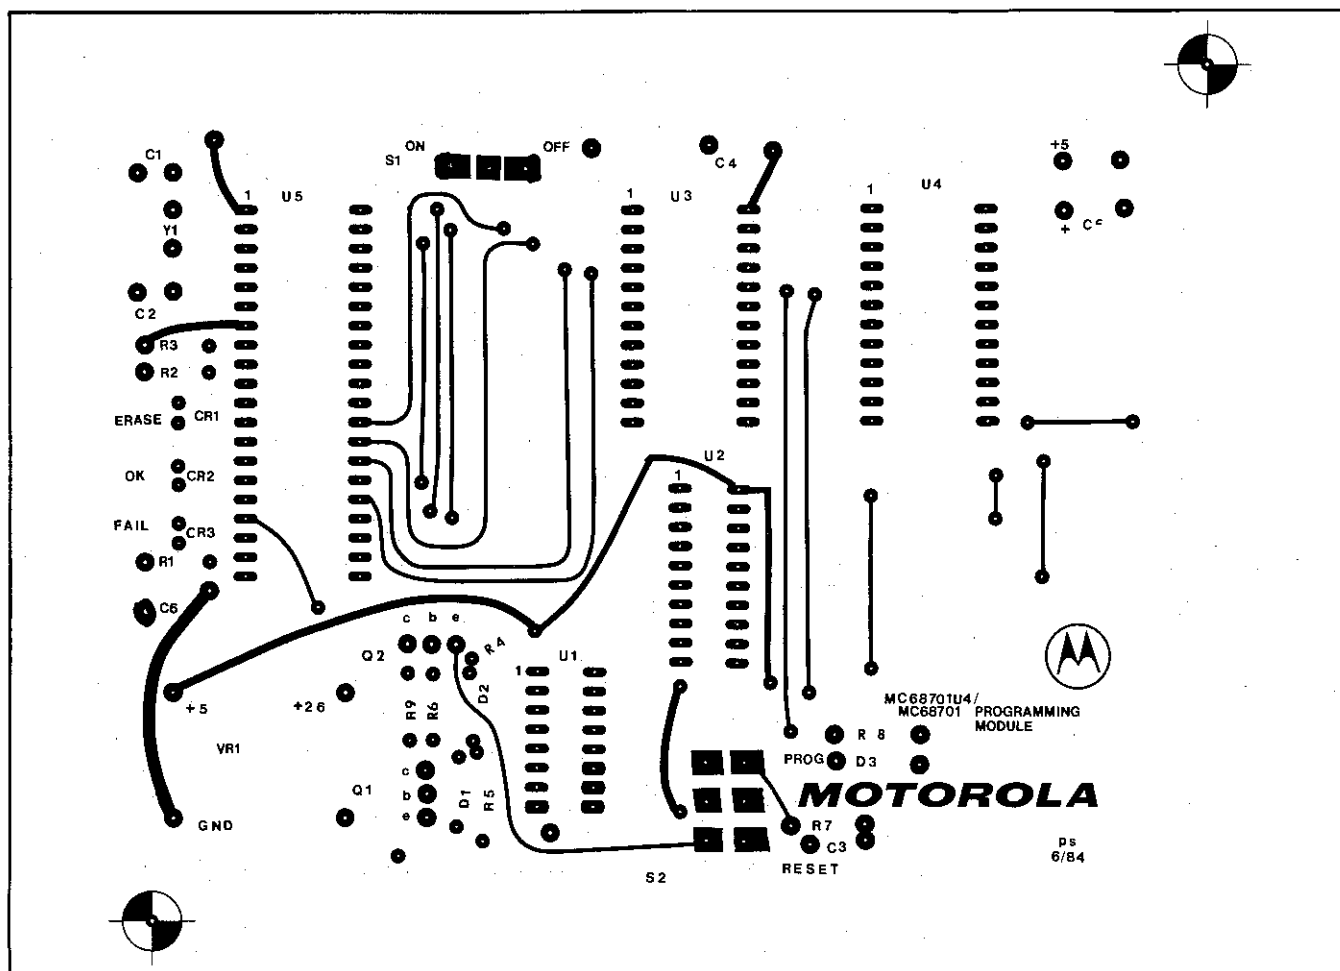 ON
OFF
S1
C1
C4
+5
1
U5
1
U3
1
U4
Y1
+
C2
R3
R2
ERASE
CR1
OK
CR2
FAIL
CR3
R1
C6
U2
1
c b e
Q2
R4
U1
1
D2
+5
+26
R9
R6
MC68701U4/
MC68701 PROGRAMMING
MODULE
VR1
R 8
PROG
D3
c
Q1
b
e
D1
R5
MOTOROLA
GND
R7
C3
RESET
ps
6/84
S2